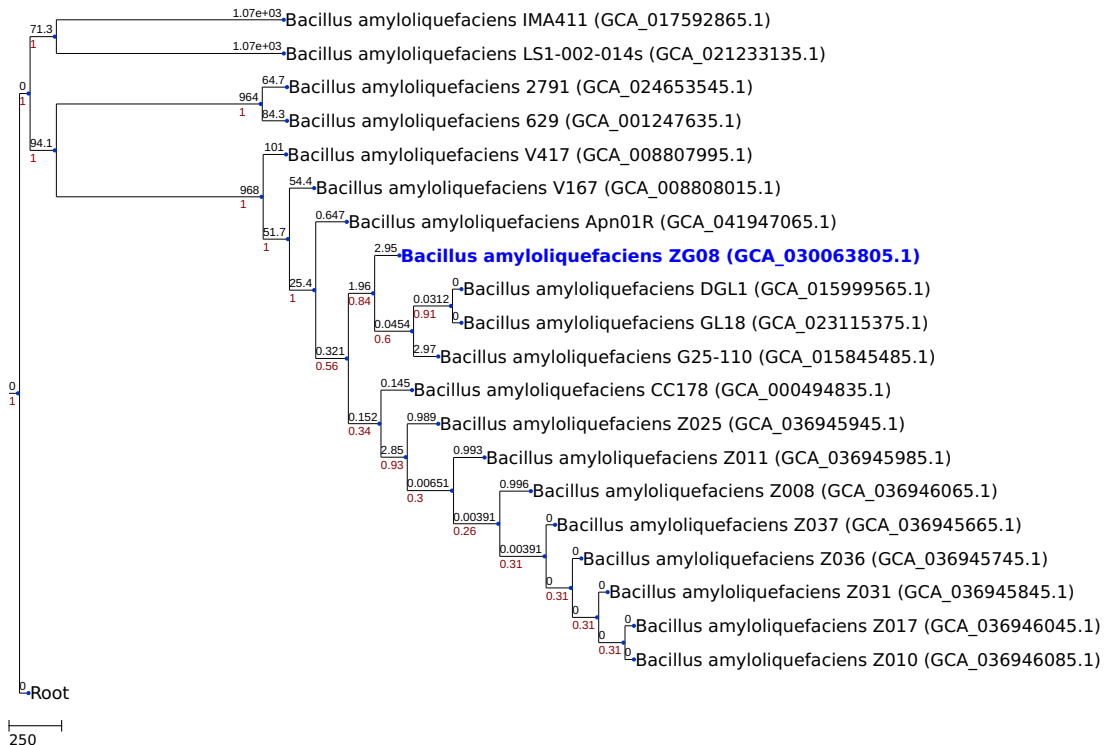 1.07e+03 Bacillus amyloliquefaciens IMA411 (GCA_017592865.1)
71.3
1
1.07e+03 Bacillus amyloliquefaciens LS1-002-014s (GCA_021233135.1)
64.7 Bacillus amyloliquefaciens 2791 (GCA_024653545.1)
0
1
964
1
84.3 Bacillus amyloliquefaciens 629 (GCA_001247635.1)
94.1
1
101 Bacillus amyloliquefaciens V417 (GCA_008807995.1)
968
1
54.4 Bacillus amyloliquefaciens V167 (GCA_008808015.1)
0.647 Bacillus amyloliquefaciens Apn01R (GCA_041947065.1)
51.7
1
2.95 Bacillus amyloliquefaciens ZG08 (GCA_030063805.1)
25.4
1
1.96
0.84
0 Bacillus amyloliquefaciens DGL1 (GCA_015999565.1)
0.0312
0.91
0 Bacillus amyloliquefaciens GL18 (GCA_023115375.1)
0.0454
0.6
2.97 Bacillus amyloliquefaciens G25-110 (GCA_015845485.1)
0.321
0.56
0
1
0.145 Bacillus amyloliquefaciens CC178 (GCA_000494835.1)
0.152
0.34
0.989 Bacillus amyloliquefaciens Z025 (GCA_036945945.1)
2.85
0.93
0.993 Bacillus amyloliquefaciens Z011 (GCA_036945985.1)
0.00651
0.3
0.996 Bacillus amyloliquefaciens Z008 (GCA_036946065.1)
0.00391
0.26
0 Bacillus amyloliquefaciens Z037 (GCA_036945665.1)
0.00391
0.31
0 Bacillus amyloliquefaciens Z036 (GCA_036945745.1)
0
0.31
0 Bacillus amyloliquefaciens Z031 (GCA_036945845.1)
0
0.31
0 Bacillus amyloliquefaciens Z017 (GCA_036946045.1)
0
0.31
0 Bacillus amyloliquefaciens Z010 (GCA_036946085.1)
0 Root
250